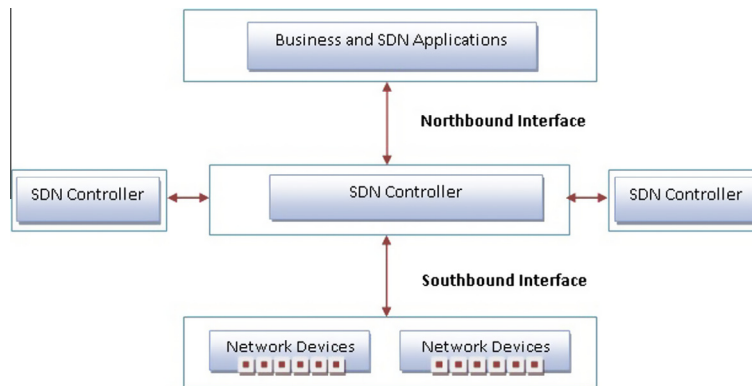 Business and SDN Applications
Northbound Interface
SDN Controller
SDN Controller
SDN Controller
Southbound Interface
Network Devices
Network Devices